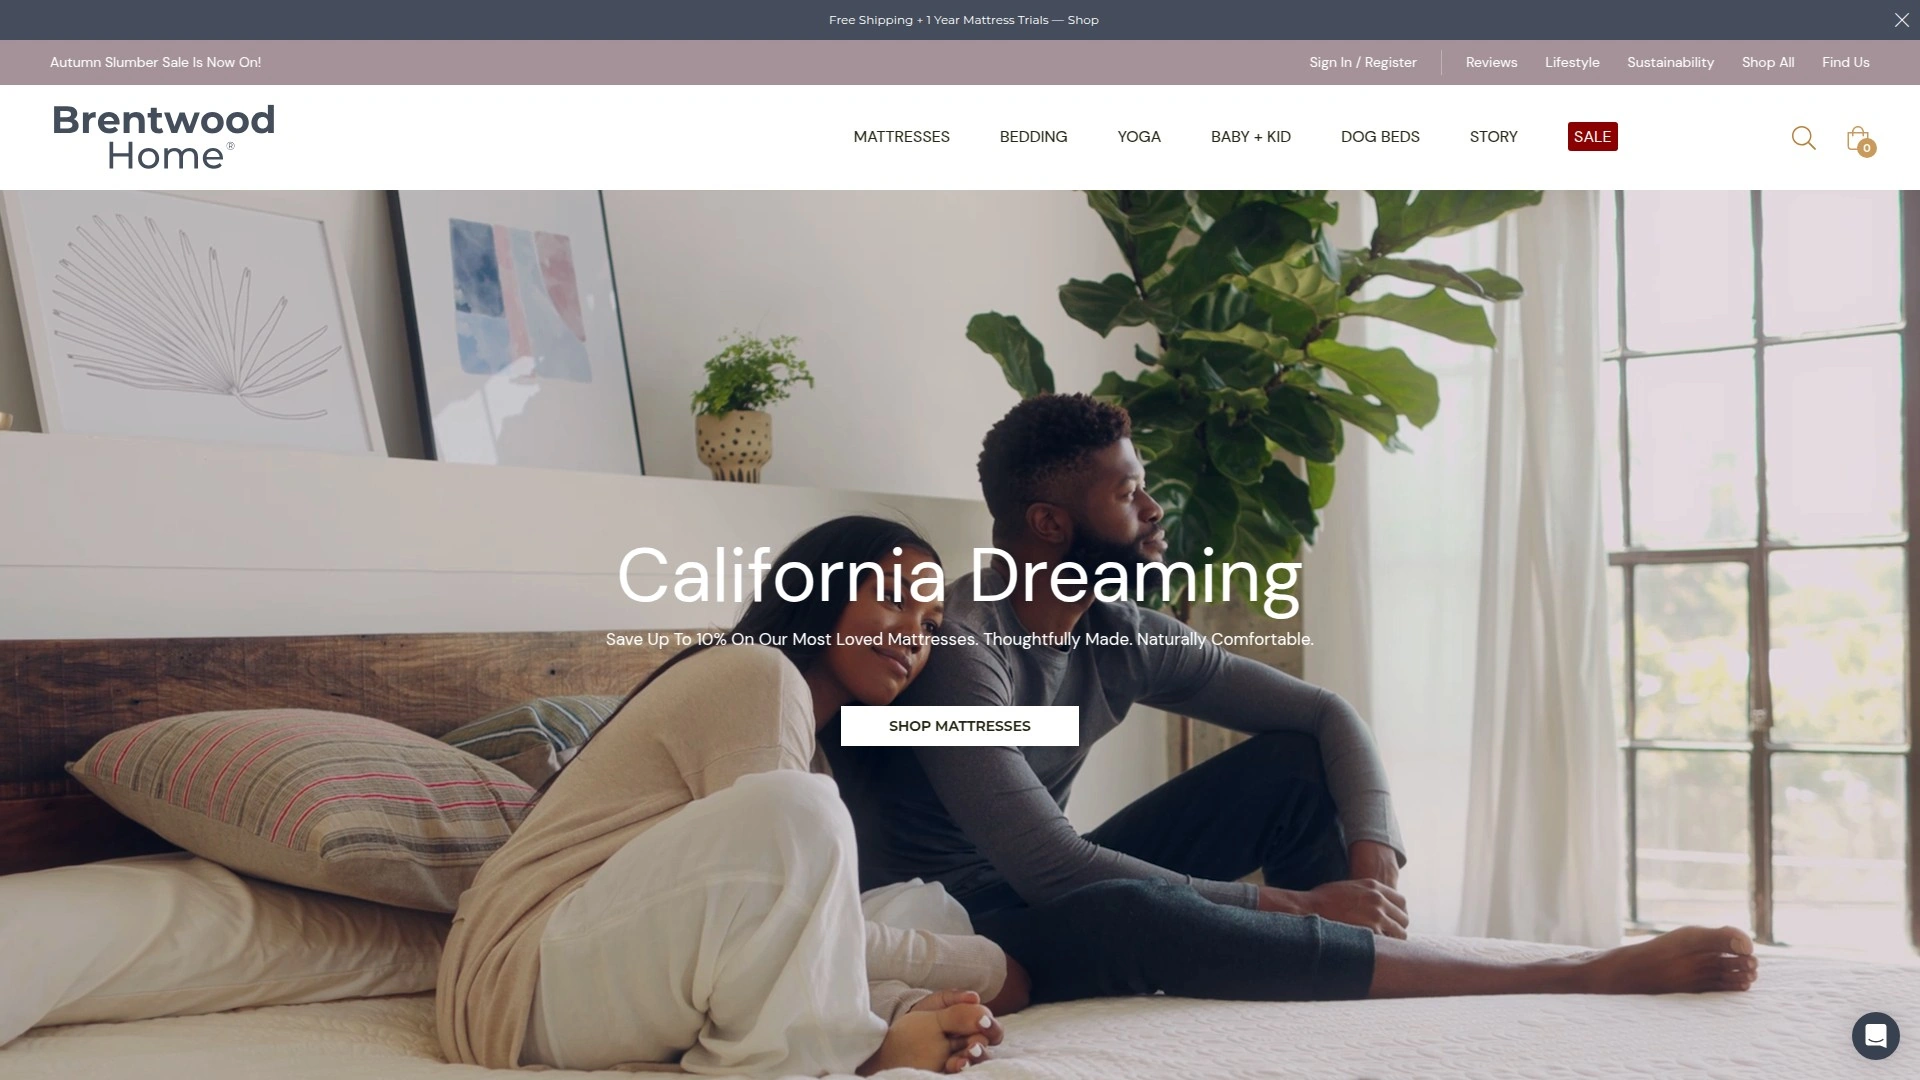 Free Shipping + 1 Year Mattress Trials — Shop
Autumn Slumber Sale Is Now On!
Sign In / Register
Reviews
Lifestyle
Sustainability
Shop All
Find Us
Brentwood
Home®
MATTRESSES
BEDDING
YOGA
BABY + KID
DOG BEDS
STORY
SALE
0
California Dreaming
Save Up To 10% On Our Most Loved Mattresses. Thoughtfully Made. Naturally Comfortable.
SHOP MATTRESSES